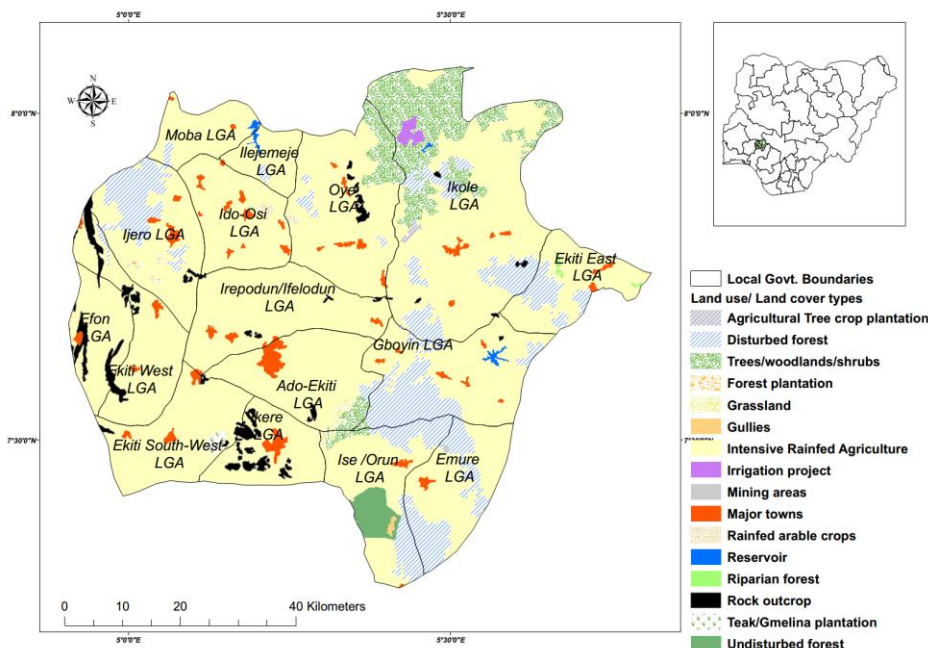 5°0'0"E
5°30'0"E
N
W
E
S
8°0'0"N
8°0'0"N
Moba LGA
Ilejemeje
LGA
Oye
LGA
Ikole
LGA
Ido-Osi
LGA
Ijero LGA
Ekiti East
LGA
Irepodun/Ifelodun
LGA
Efon
LGA
Gboyin LGA
Ekiti West
LGA
Ado-Ekiti
LGA
Ikere
LGA
7°30'0"N
Ekiti South-West
LGA
Ise /Orun
LGA
Emure
LGA
0
10
20
40 Kilometers
5°0'0"E
5°30'0"E
Local Govt. Boundaries
Land use/ Land cover types
Agricultural Tree crop plantation
Disturbed forest
Trees/woodlands/shrubs
Forest plantation
Grassland
Gullies
Intensive Rainfed Agriculture
Irrigation project
Mining areas
Major towns
Rainfed arable crops
Reservoir
Riparian forest
Rock outcrop
Teak/Gmelina plantation
Undisturbed forest